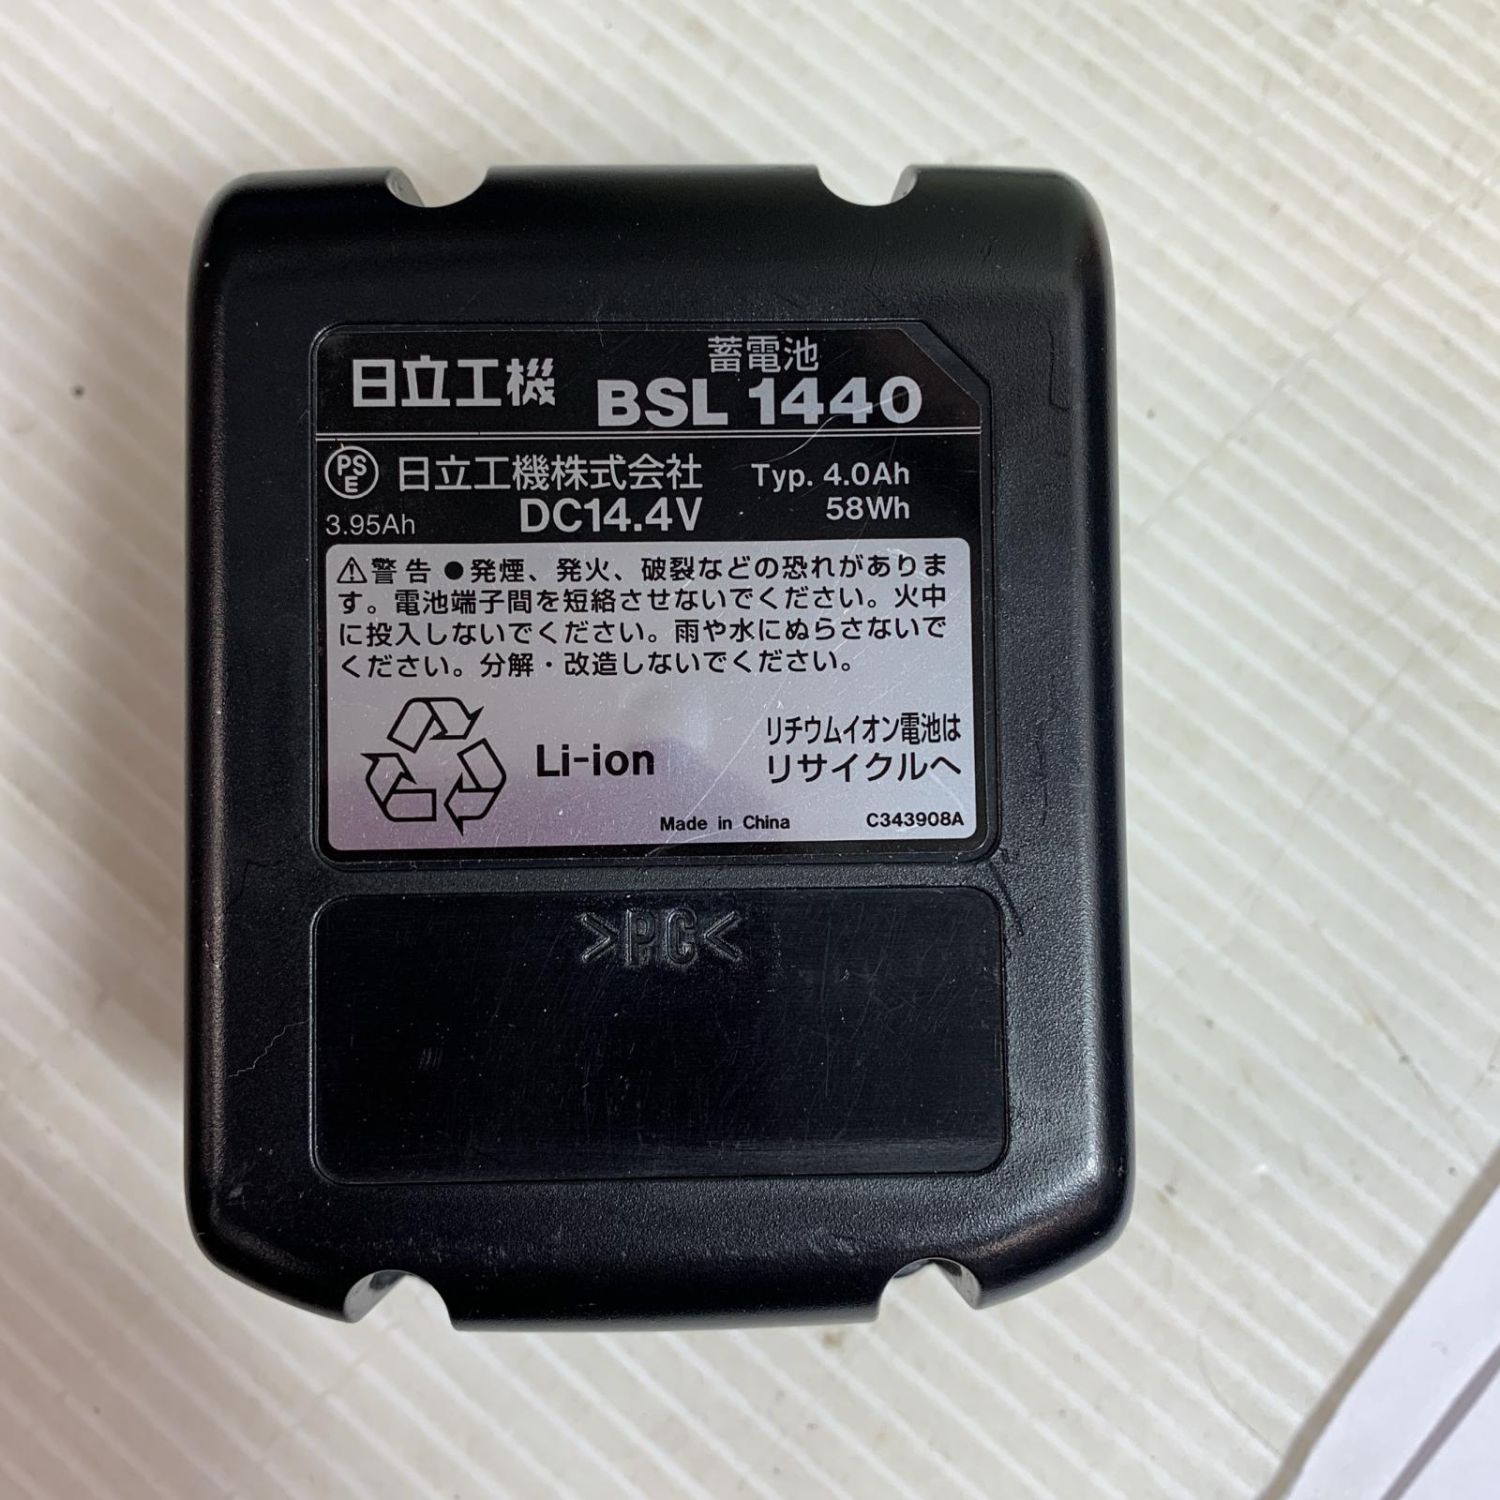 日立工機
蓄電池
BSL 1440
PS
E
日立工機株式会社
Typ. 4.0Ah
3.95Ah
DC14.4V
58Wh
⚠警告 ●発煙、発火、破裂などの恐れがありま
す。電池端子間を短絡させないでください。火中
に投入しないでください。雨や水にぬらさないで
ください。分解・改造しないでください。
Li-ion
リチウムイオン電池は
リサイクルへ
Made in China
C343908A
>PC<